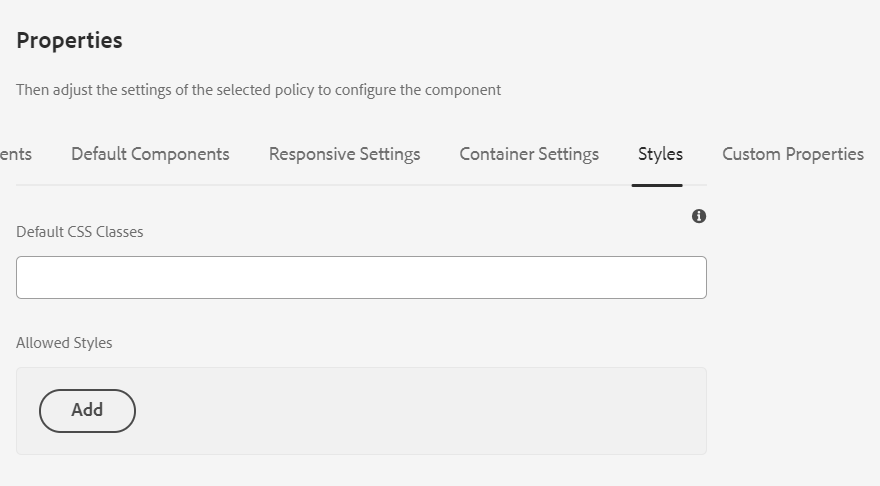 Properties
Then adjust the settings of the selected policy to configure the component
ents Default Components Responsive Settings Container Settings Styles Custom Properties
Default CSS Classes
Allowed Styles
Add